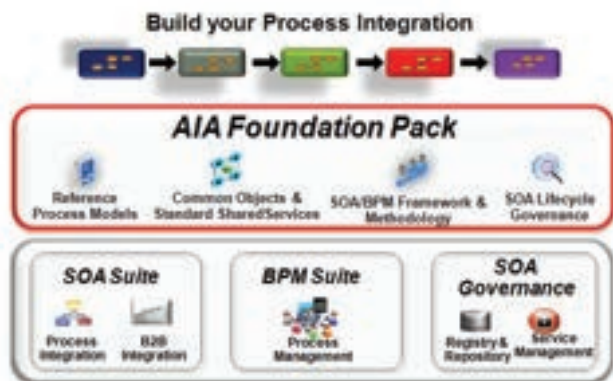 Build your Process Integration
AIA Foundation Pack
Reference
Process Models
Common Objects &
Standard Shared/Services
SOA/BPM Framework &
Methodology
SOA Lifecycle
Governance
SOA Suite
Process
Integration
B2B
Integration
BPM Suite
Process
Management
SOA
Governance
Registry &
Repository
Service
Management